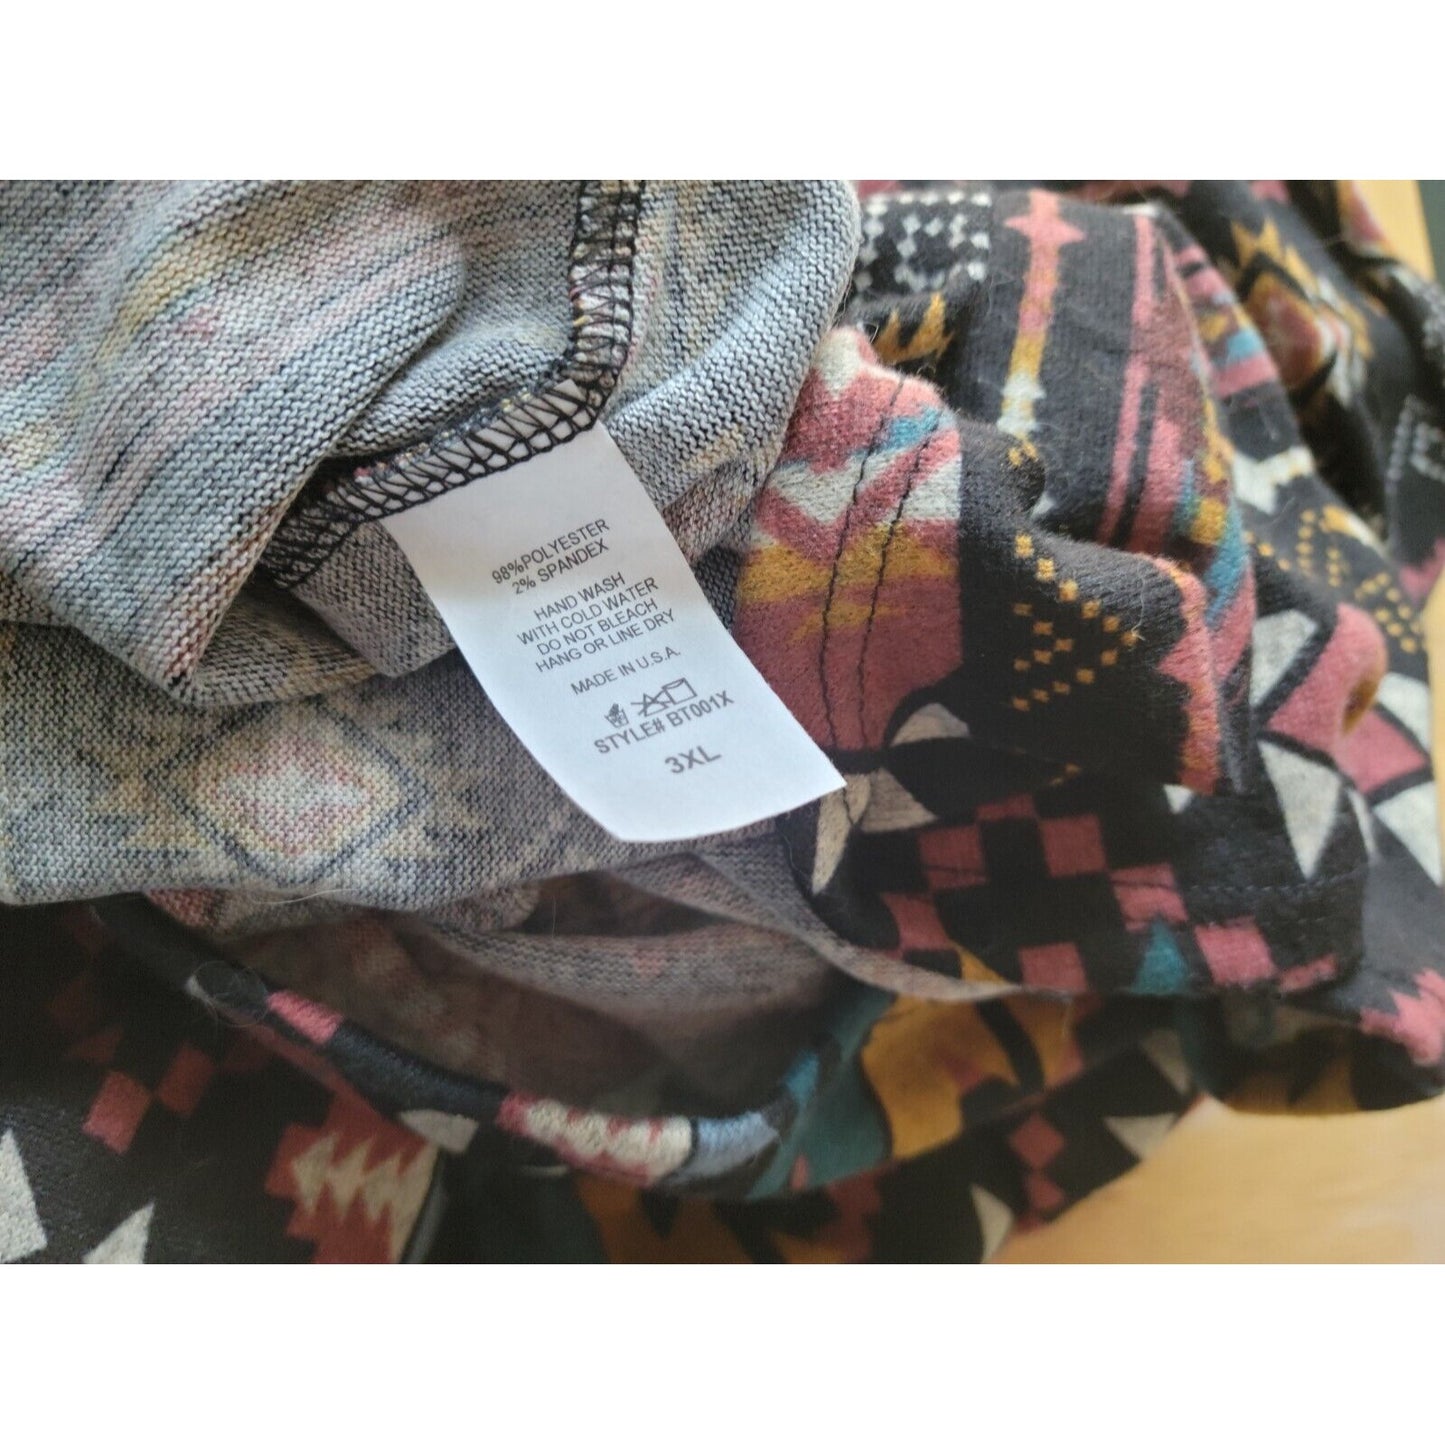 98%POLYESTER
2% SPANDEX
HAND WASH
WITH COLD WATER
DO NOT BLEACH
HANG OR LINE DRY
MADE IN U.S.A.
STYLE# BT001X
3XL